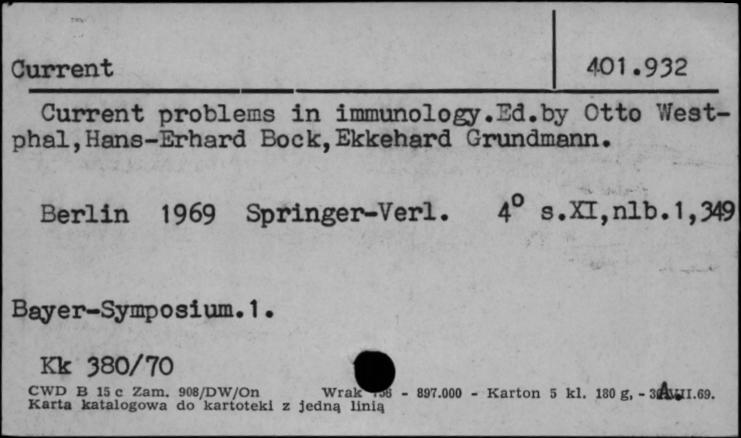 Current 401.932
Current problems in immunology.Ed.by Otto West-
phal,Hans-Erhard Bock,Ekkehard Grundmann.
Berlin 1969 Springer-Verl. 4° s.XI,nlb.1,349
Bayer-Symposium.1.
Kk 380/70
CWD B 15 c Zam. 908/DW/On Wrak - 897.000 - Karton 5 kl. 180 g, - .69.
Karta katalogowa do kartoteki z jedną linią